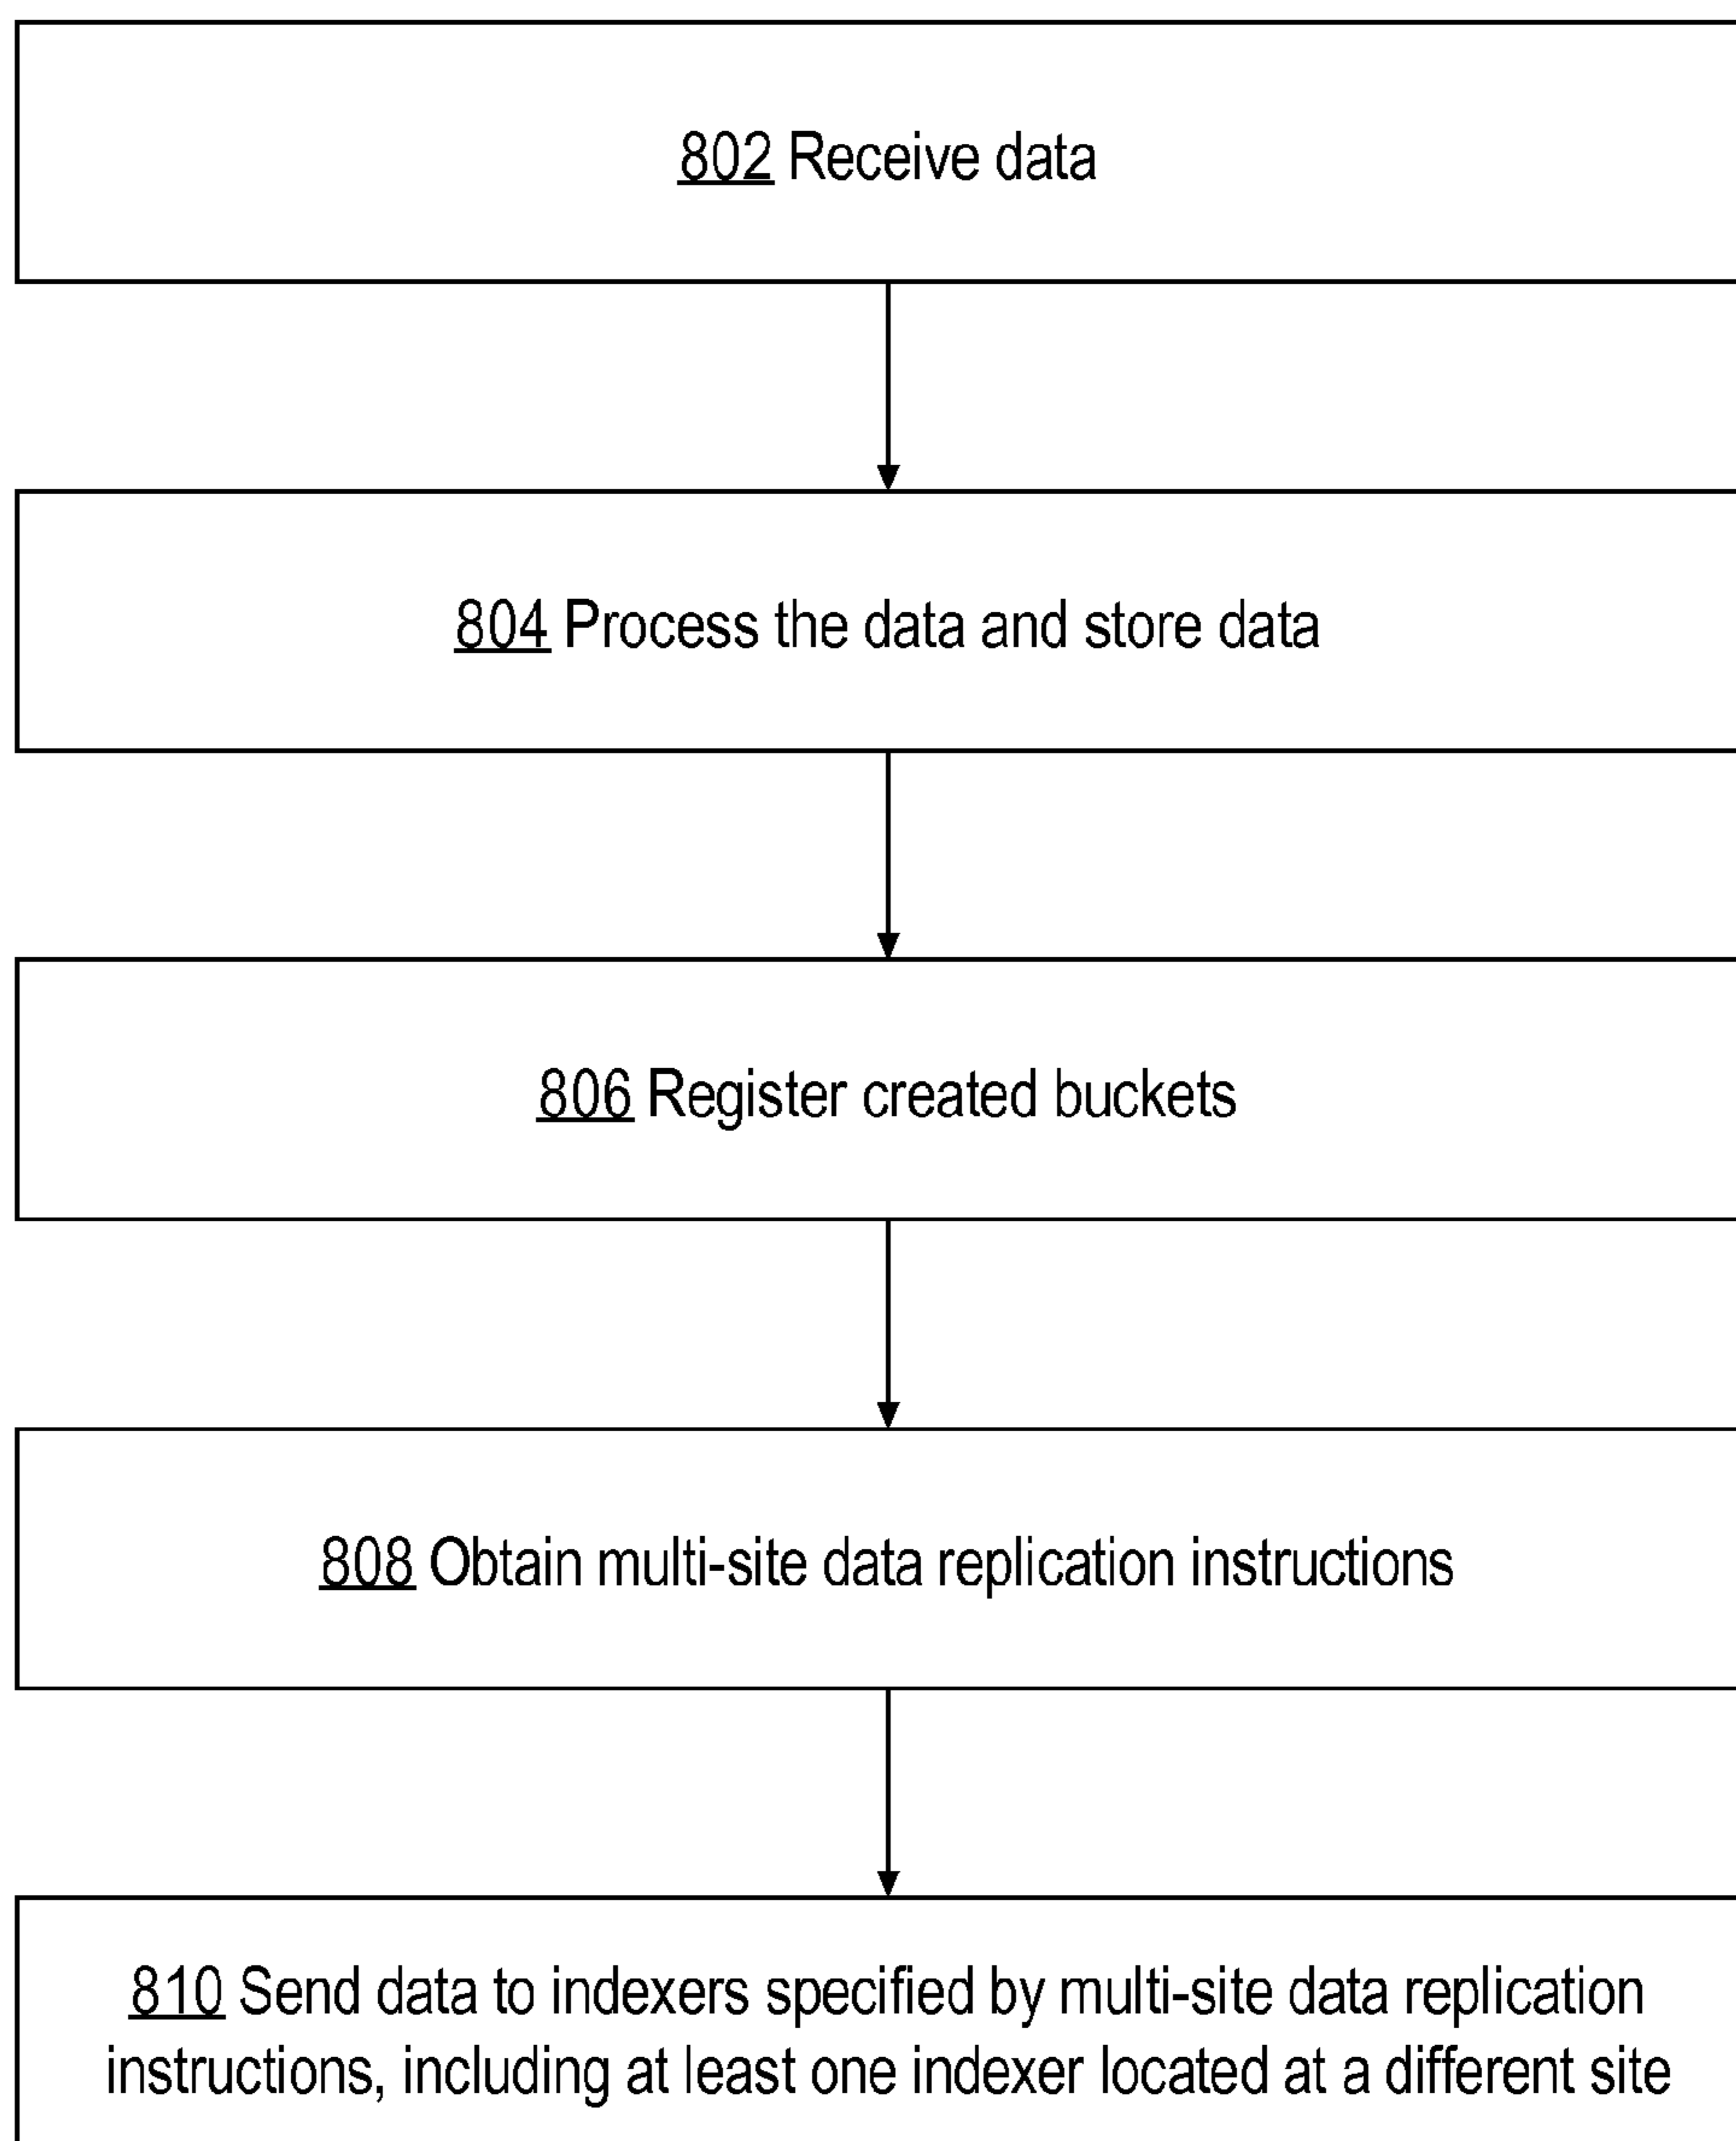 802 Receive data
804 Process the data and store data
806 Register created buckets
808 Obtain multi-site data replication instructions
810 Send data to indexers specified by multi-site data replication
instructions, including at least one indexer located at a different site